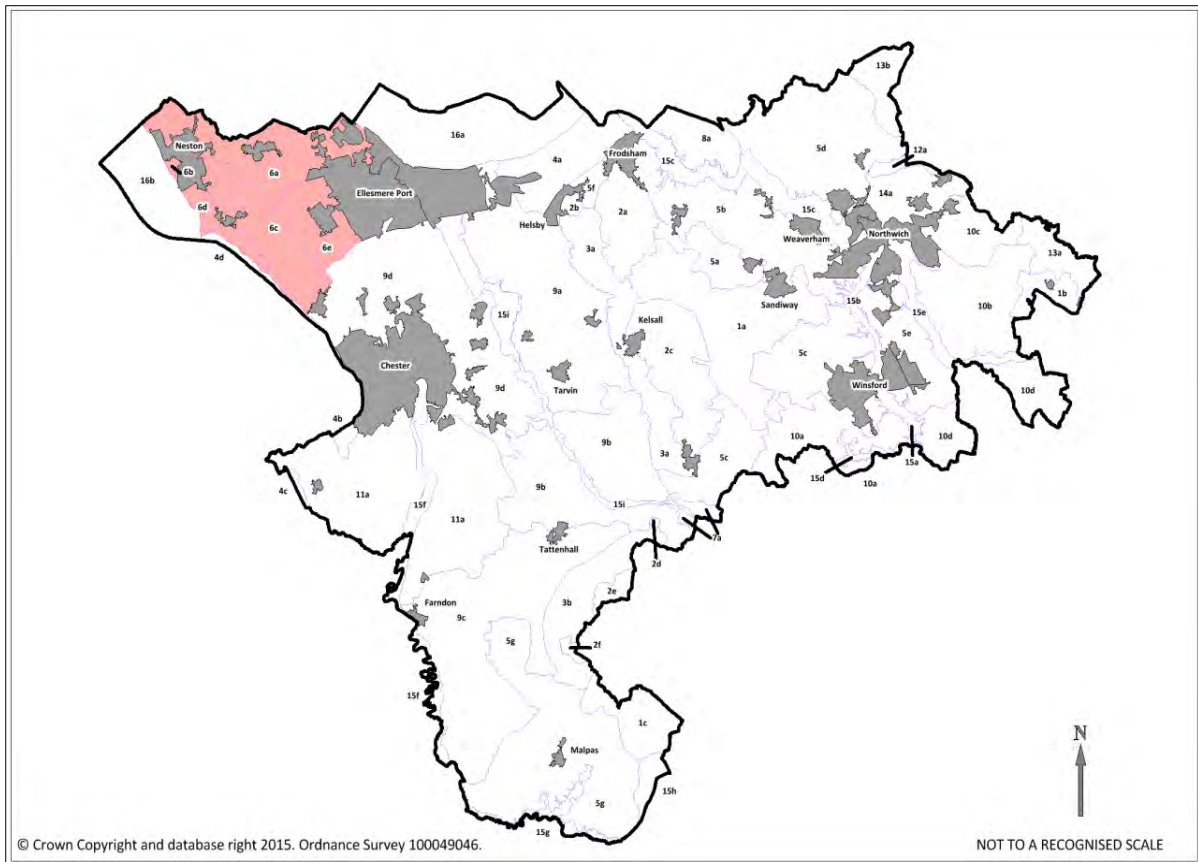 13b
16a
8a
12a
Neston
Frodsham
5d
4a
15c
6b
6a
16b
5f
14a
Ellesmere Port
2b
6d
2a
5b
15c
Helsby
Weaverham
Northwich
10c
6c
6e
3a
4d
5a
13a
9d
9a
Sandiway
15b
1b
15i
15e
10b
Kelsall
1a
5e
2c
5c
Chester
Tarvin
Winsford
9d
10d
4b
9b
10a
10d
3a
5c
15a
15d
10a
4c
11a
9b
15f
15i
11a
7a
Tattenhall
2d
2e
Farndon
3b
9c
5g
2f
15f
1c
N
Malpas
15h
5g
15g
© Crown Copyright and database right 2015. Ordnance Survey 100049046.
NOT TO A RECOGNISED SCALE